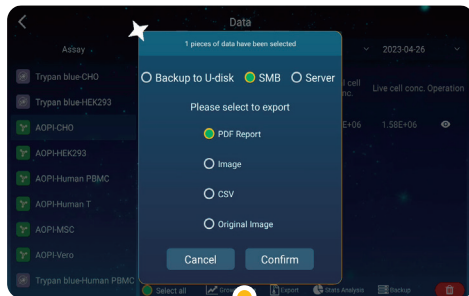 Data
Assay
2023-04-26
1 pieces of data have been selected
Trypan blue-CHO
Trypan blue-HEK293
AOPI-CHO
AOPI-HEK293
AOPI-Human PBMC
AOPI-Human T
AOPI-MSC
AOPI-Vero
Trypan blue-Human PBMC
Backup to U-disk
SMB
Server
Please select to export
PDF Report
Image
CSV
Original Image
Cancel
Confirm
l cell
nc.
Live cell conc.
Operation
E+06
1.58E+06
Select all
Export
Stats Analysis
Backup